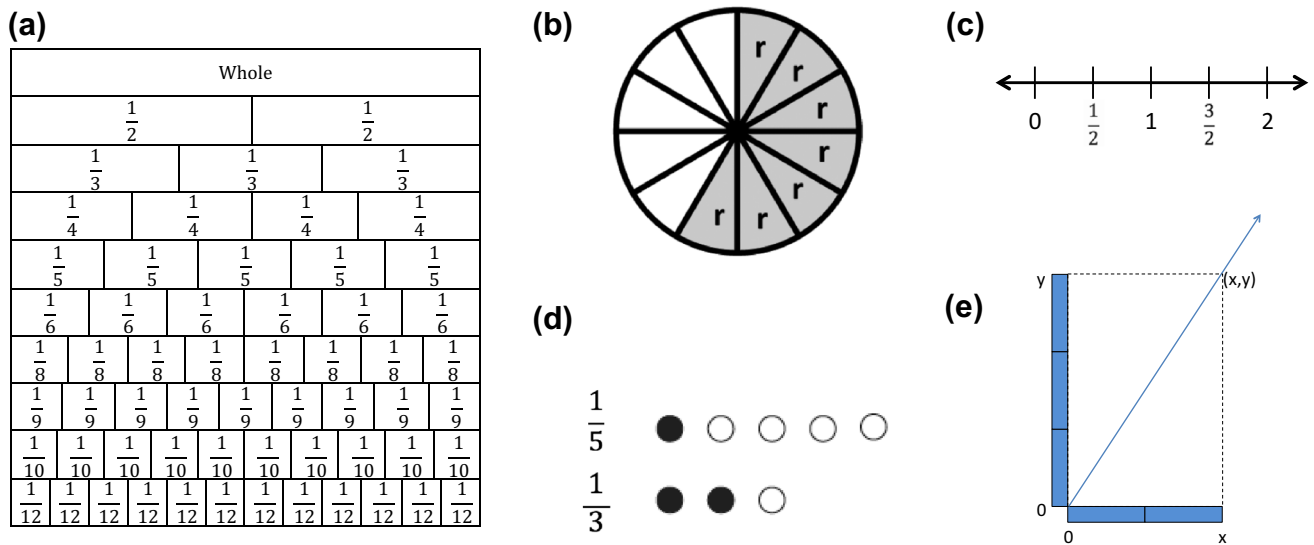 (a)
Whole
1/2 1/2
1/3 1/3 1/3
1/4 1/4 1/4 1/4
1/5 1/5 1/5 1/5 1/5
1/6 1/6 1/6 1/6 1/6 1/6
1/8 1/8 1/8 1/8 1/8 1/8 1/8 1/8
1/9 1/9 1/9 1/9 1/9 1/9 1/9 1/9 1/9
1/10 1/10 1/10 1/10 1/10 1/10 1/10 1/10 1/10 1/10
1/12 1/12 1/12 1/12 1/12 1/12 1/12 1/12 1/12 1/12 1/12 1/12
(b)
r
r
r
r
r
r
r
(c)
0 1/2 1 3/2 2
(d)
1/5
1/3
(e)
y (x,y)
0
0 x